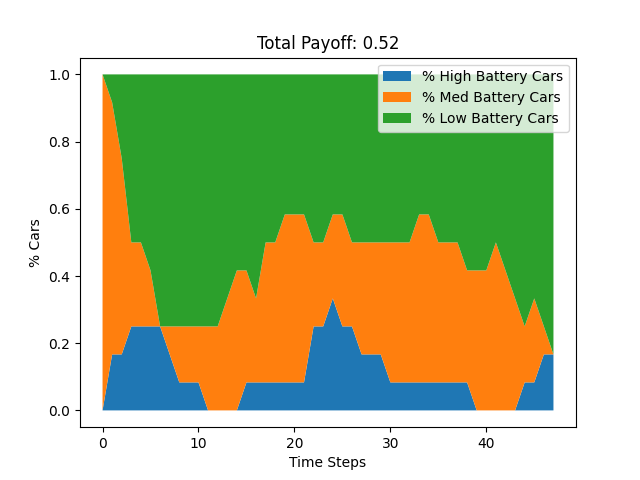 Total Payoff: 0.52
% High Battery Cars
% Med Battery Cars
% Low Battery Cars
1.0
0.8
0.6
0.4
0.2
0.0
% Cars
0 10 20 30 40
Time Steps